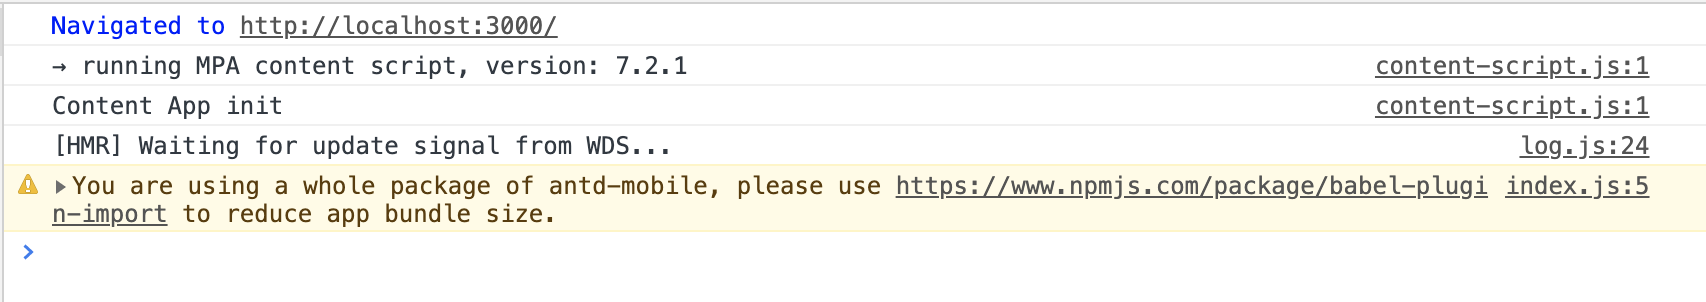 Navigated to http://localhost:3000/
→ running MPA content script, version: 7.2.1 content-script.js:1
Content App init content-script.js:1
[HMR] Waiting for update signal from WDS... log.js:24
You are using a whole package of antd-mobile, please use https://www.npmjs.com/package/babel-plugi index.js:5
n-import to reduce app bundle size.